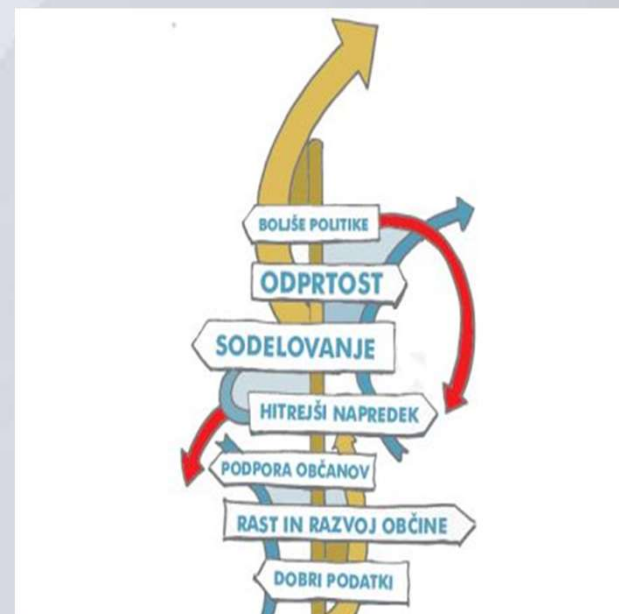 BOLJŠE POLITIKE
ODPRTOST
SODELOVANJE
HITREJŠI NAPREDEK
PODPORA OBČANOV
RAST IN RAZVOJ OBČINE
DOBRI PODATKI